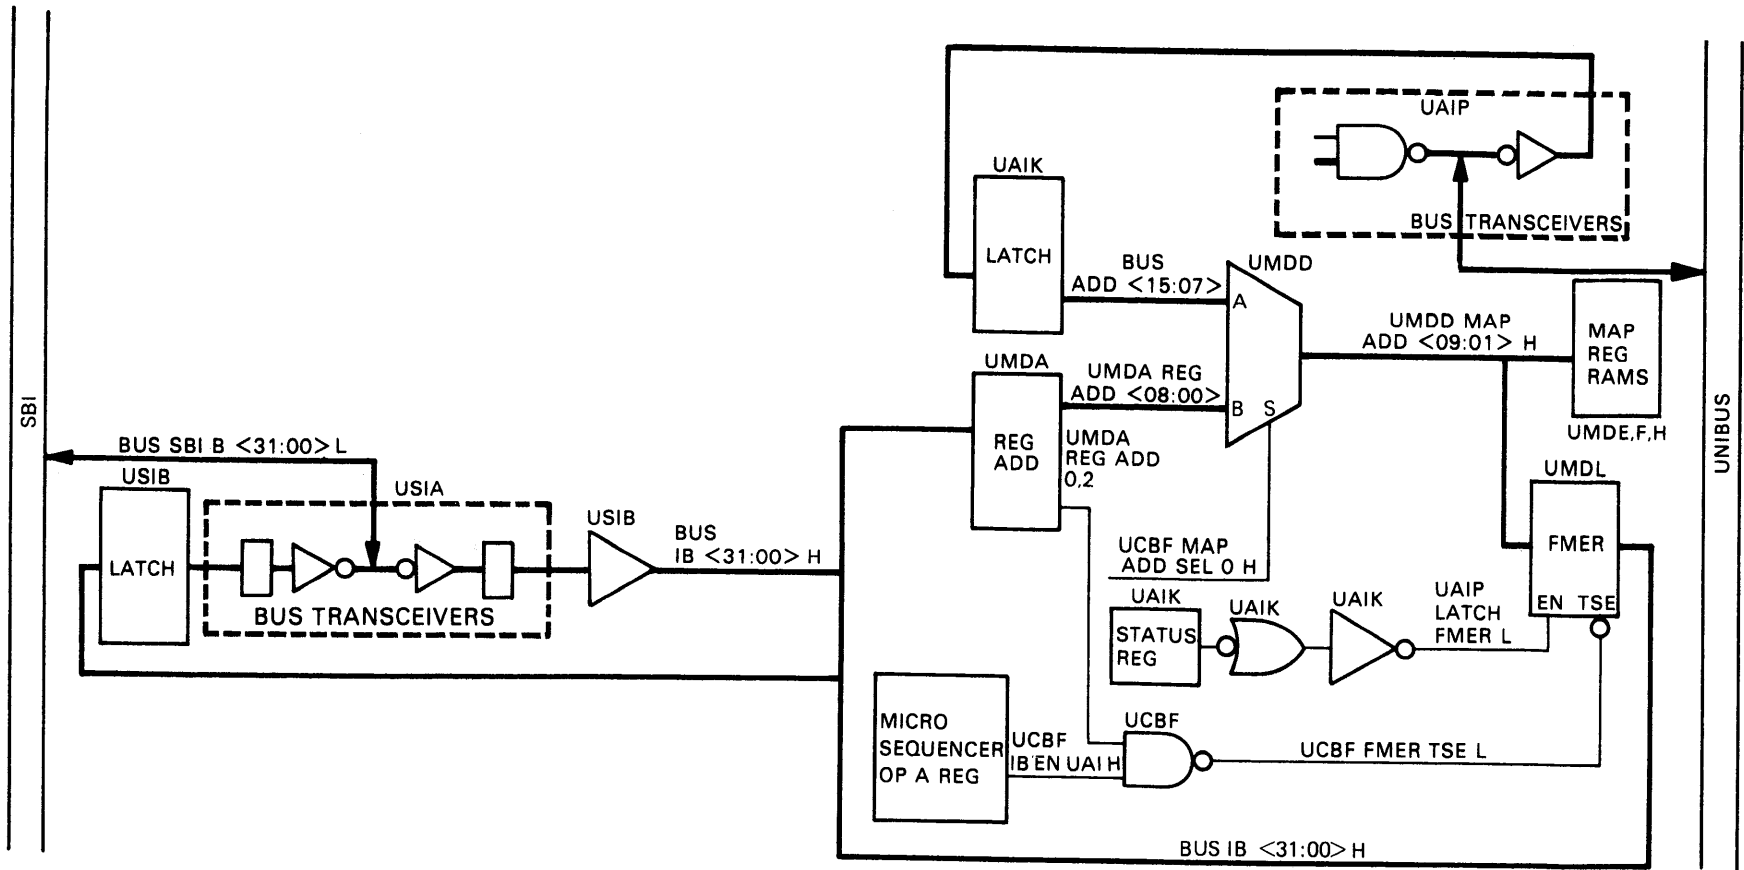 UAIP
BUS TRANSCEIVERS
UAIK
LATCH
BUS
ADD <15:07>
UMDD
A
B
S
UMDD MAP
ADD <09:01> H
MAP
REG
RAMS
UMDE,F,H
UMDA
REG
ADD
UMDA REG
ADD <08:00>
UMDA
REG ADD
0,2
SBI
UNIBUS
BUS SBI B <31:00> L
USIB
LATCH
USIA
BUS TRANSCEIVERS
USIB
BUS
IB <31:00> H
UMDL
FMER
EN TSE
UCBF MAP
ADD SEL 0 H
UAIK
STATUS
REG
UAIK
UAIK
UAIP
LATCH
FMER L
MICRO
SEQUENCER
OP A REG
UCBF
IB EN UAI H
UCBF
UCBF FMER TSE L
BUS IB <31:00> H